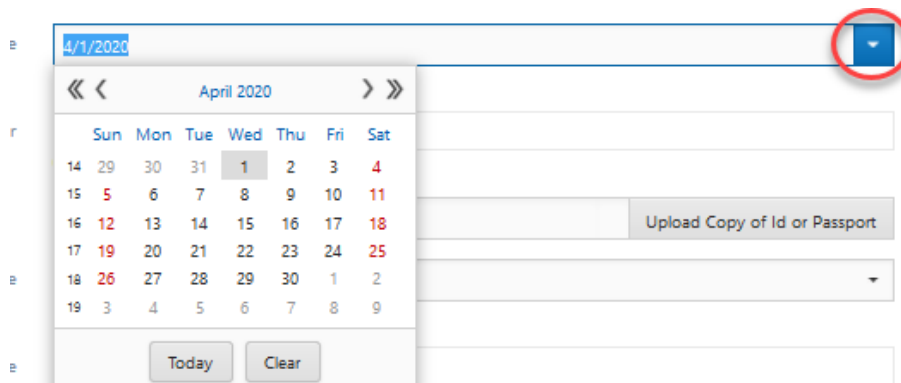 e
4/1/2020
April 2020
r
Sun Mon Tue Wed Thu Fri Sat
14 29 30 31 1 2 3 4
15 5 6 7 8 9 10 11
16 12 13 14 15 16 17 18
Upload Copy of Id or Passport
17 19 20 21 22 23 24 25
18 26 27 28 29 30 1 2
e
19 3 4 5 6 7 8 9
Today Clear
e